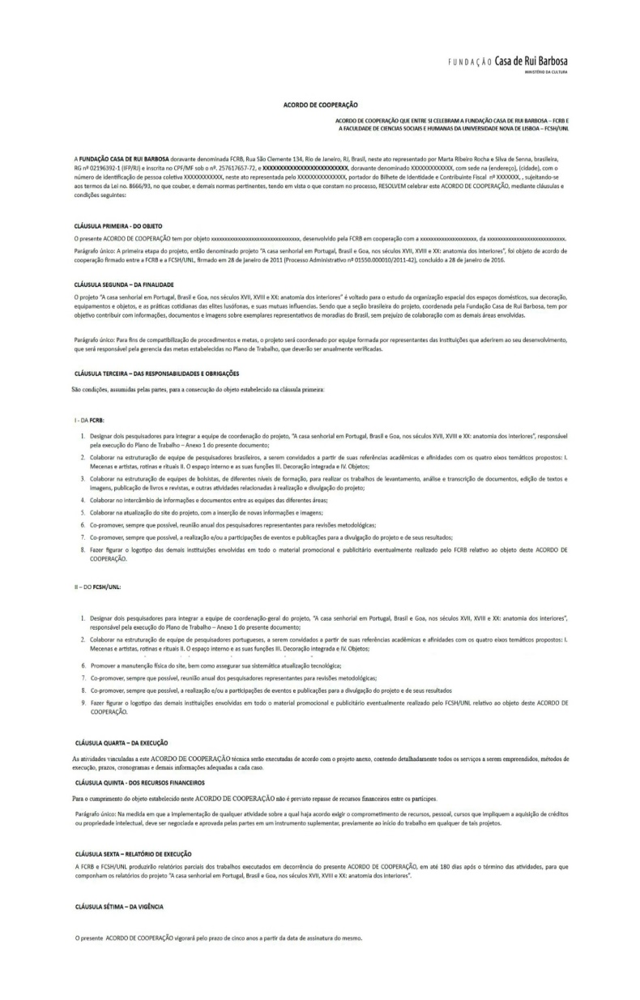 FUNDAÇÃO Casa de Rui Barbosa
MINISTÉRIO DA CULTURA
ACORDO DE COOPERAÇÃO
ACORDO DE COOPERAÇÃO QUE ENTRE SI CELEBRAM A FUNDAÇÃO CASA DE RUI BARBOSA – FCRB E
A FACULDADE DE CIENCIAS SOCIAIS E HUMANAS DA UNIVERSIDADE NOVA DE LISBOA – FCSH/UNL
A FUNDAÇÃO CASA DE RUI BARBOSA doravante denominada FCRB, Rua São Clemente 134, Rio de Janeiro, RJ, Brasil, neste ato representado por Marta Ribeiro Rocha e Silva de Senna, brasileira,
RG nº 02196392-1 (IFP/RJ) e inscrita no CPF/MF sob o nº. 257617657-72, e XXXXXXXXXXXXXXXXXXXXXXXXXX, doravante denominado XXXXXXXXXXXXX, com sede na (endereço), (cidade), com o
número de identificação de pessoa coletiva XXXXXXXXXXXX, neste ato representada pelo XXXXXXXXXXXXXXX, portador do Bilhete de Identidade e Contribuinte Fiscal nº XXXXXXX, , sujeitando-se
aos termos da Lei no. 8666/93, no que couber, e demais normas pertinentes, tendo em vista o que constam no processo, RESOLVEM celebrar este ACORDO DE COOPERAÇÃO, mediante cláusulas e
condições seguintes:
CLÁUSULA PRIMEIRA - DO OBJETO
O presente ACORDO DE COOPERAÇÃO tem por objeto xxxxxxxxxxxxxxxxxxxxxxxxxxxxxxxxx, desenvolvido pela FCRB em cooperação com a xxxxxxxxxxxxxxxxxxxxx, da xxxxxxxxxxxxxxxxxxxxxxxxxxxxx.
Parágrafo único: A primeira etapa do projeto, então denominado projeto "A casa senhorial em Portugal, Brasil e Goa, nos séculos XVII, XVIII e XX: anatomia dos interiores", foi objeto de acordo de
cooperação firmado entre a FCRB e a FCSH/UNL, firmado em 28 de janeiro de 2011 (Processo Administrativo nº 01550.000010/2011-42), concluído a 28 de janeiro de 2016.
CLÁUSULA SEGUNDA – DA FINALIDADE
O projeto "A casa senhorial em Portugal, Brasil e Goa, nos séculos XVII, XVIII e XX: anatomia dos interiores" é voltado para o estudo da organização espacial dos espaços domésticos, sua decoração,
equipamentos e objetos, e as práticas cotidianas das elites lusófonas, e suas mutuas influencias. Sendo que a seção brasileira do projeto, coordenada pela Fundação Casa de Rui Barbosa, tem por
objetivo contribuir com informações, documentos e imagens sobre exemplares representativos de moradias do Brasil, sem prejuízo de colaboração com as demais áreas envolvidas.
Parágrafo único: Para fins de compatibilização de procedimentos e metas, o projeto será coordenado por equipe formada por representantes das instituições que aderirem ao seu desenvolvimento,
que será responsável pela gerencia das metas estabelecidas no Plano de Trabalho, que deverão ser anualmente verificadas.
CLÁUSULA TERCEIRA – DAS RESPONSABILIDADES E OBRIGAÇÕES
São condições, assumidas pelas partes, para a consecução do objeto estabelecido na cláusula primeira:
I - DA FCRB:
1. Designar dois pesquisadores para integrar a equipe de coordenação do projeto, "A casa senhorial em Portugal, Brasil e Goa, nos séculos XVII, XVIII e XX: anatomia dos interiores", responsável
pela execução do Plano de Trabalho – Anexo 1 do presente documento;
2. Colaborar na estruturação de equipe de pesquisadores brasileiros, a serem convidados a partir de suas referências acadêmicas e afinidades com os quatro eixos temáticos propostos: I.
Mecenas e artistas, rotinas e rituais II. O espaço interno e as suas funções III. Decoração integrada e IV. Objetos;
3. Colaborar na estruturação de equipes de bolsistas, de diferentes níveis de formação, para realizar os trabalhos de levantamento, análise e transcrição de documentos, edição de textos e
imagens, publicação de livros e revistas, e outras atividades relacionadas à realização e divulgação do projeto;
4. Colaborar no intercâmbio de informações e documentos entre as equipes das diferentes áreas;
5. Colaborar na atualização do site do projeto, com a inserção de novas informações e imagens;
6. Co-promover, sempre que possível, reunião anual dos pesquisadores representantes para revisões metodológicas;
7. Co-promover, sempre que possível, a realização e/ou a participações de eventos e publicações para a divulgação do projeto e de seus resultados;
8. Fazer figurar o logotipo das demais instituições envolvidas em todo o material promocional e publicitário eventualmente realizado pelo FCRB relativo ao objeto deste ACORDO DE
COOPERAÇÃO.
II – DO FCSH/UNL:
1. Designar dois pesquisadores para integrar a equipe de coordenação-geral do projeto, "A casa senhorial em Portugal, Brasil e Goa, nos séculos XVII, XVIII e XX: anatomia dos interiores",
responsável pela execução do Plano de Trabalho – Anexo 1 do presente documento;
2. Colaborar na estruturação de equipe de pesquisadores portugueses, a serem convidados a partir de suas referências acadêmicas e afinidades com os quatro eixos temáticos propostos: I.
Mecenas e artistas, rotinas e rituais II. O espaço interno e as suas funções III. Decoração integrada e IV. Objetos;
6. Promover a manutenção física do site, bem como assegurar sua sistemática atualização tecnológica;
7. Co-promover, sempre que possível, reunião anual dos pesquisadores representantes para revisões metodológicas;
8. Co-promover, sempre que possível, a realização e/ou a participações de eventos e publicações para a divulgação do projeto e de seus resultados
9. Fazer figurar o logotipo das demais instituições envolvidas em todo o material promocional e publicitário eventualmente realizado pelo FCSH/UNL relativo ao objeto deste ACORDO DE
COOPERAÇÃO.
CLÁUSULA QUARTA – DA EXECUÇÃO
As atividades vinculadas a este ACORDO DE COOPERAÇÃO técnica serão executadas de acordo com o projeto anexo, contendo detalhadamente todos os serviços a serem empreendidos, métodos de
execução, prazos, cronogramas e demais informações adequadas a cada caso.
CLÁUSULA QUINTA - DOS RECURSOS FINANCEIROS
Para o cumprimento do objeto estabelecido neste ACORDO DE COOPERAÇÃO não é previsto repasse de recursos financeiros entre os partícipes.
Parágrafo único: Na medida em que a implementação de qualquer atividade sobre a qual haja acordo exigir o comprometimento de recursos, pessoal, cursos que impliquem a aquisição de créditos
ou propriedade intelectual, deve ser negociada e aprovada pelas partes em um instrumento suplementar, previamente ao início do trabalho em qualquer de tais projetos.
CLÁUSULA SEXTA – RELATÓRIO DE EXECUÇÃO
A FCRB e FCSH/UNL produzirão relatórios parciais dos trabalhos executados em decorrência do presente ACORDO DE COOPERAÇÃO, em até 180 dias após o término das atividades, para que
componham os relatórios do projeto "A casa senhorial em Portugal, Brasil e Goa, nos séculos XVII, XVIII e XX: anatomia dos interiores".
CLÁUSULA SÉTIMA – DA VIGÊNCIA
O presente ACORDO DE COOPERAÇÃO vigorará pelo prazo de cinco anos a partir da data de assinatura do mesmo.